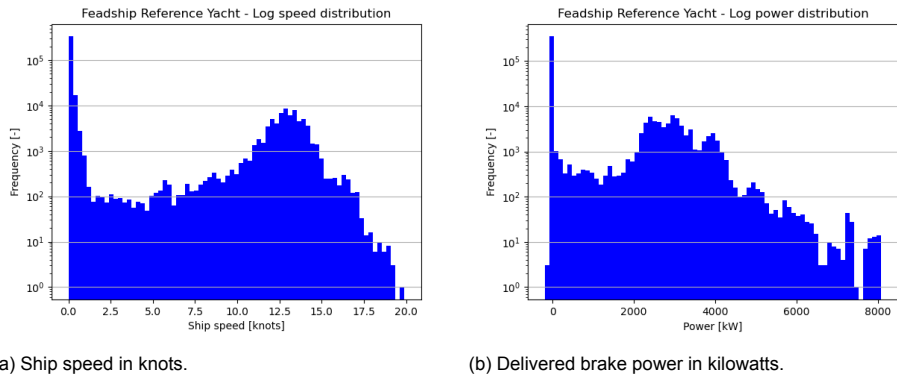 Feadship Reference Yacht - Log speed distribution
Frequency [-]
10⁵
10⁴
10³
10²
10¹
10⁰
0.0 2.5 5.0 7.5 10.0 12.5 15.0 17.5 20.0
Ship speed [knots]
Feadship Reference Yacht - Log power distribution
Frequency [-]
10⁵
10⁴
10³
10²
10¹
10⁰
0 2000 4000 6000 8000
Power [kW]
a) Ship speed in knots.
(b) Delivered brake power in kilowatts.